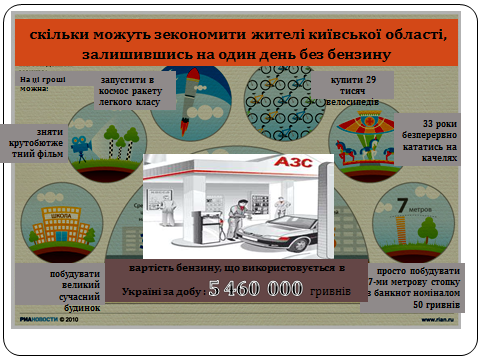 скільки можуть зекономити жителі київської області,
залишившись на один день без бензину
На ці гроші
можна:
запустити в
космос ракету
легкого класу
купити 29
тисяч
велосипедів
зняти
крутобютже
тний фільм
33 роки
безперервно
кататись на
качелях
АЗС
ШКОЛА
7
метров
вартість бензину, що використовується в
Україні за добу: 5 460 000 гривнів
побудувати
великий
сучасний
будинок
просто побудувати
7-ми метрову стопку
з банкнот номіналом
50 гривнів
РИАНОВОСТИ © 2010
www.rian.ru